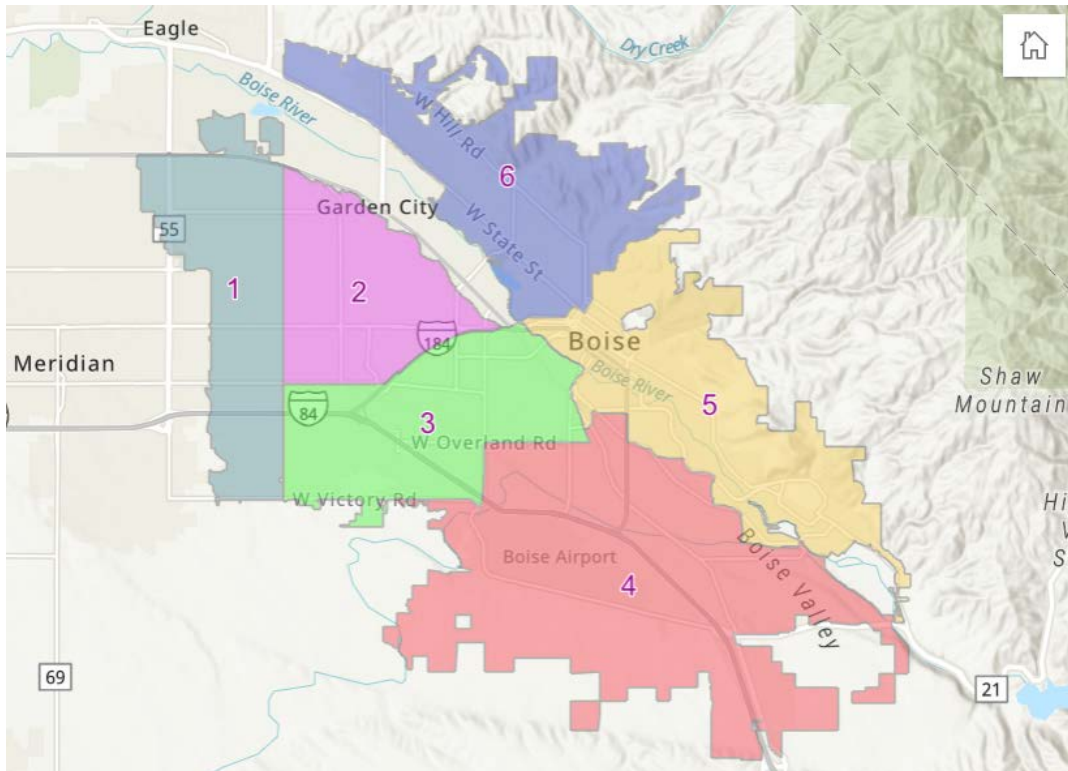 Eagle
Dry Creek
Boise River
W Hill Rd
6
Garden City
W State St
55
1
2
184
Boise
Meridian
Boise River
Shaw
Mountain
84
3
5
W Overland Rd
W Victory Rd
Hi
V
S
Boise Airport
4
Boise Valley
69
21